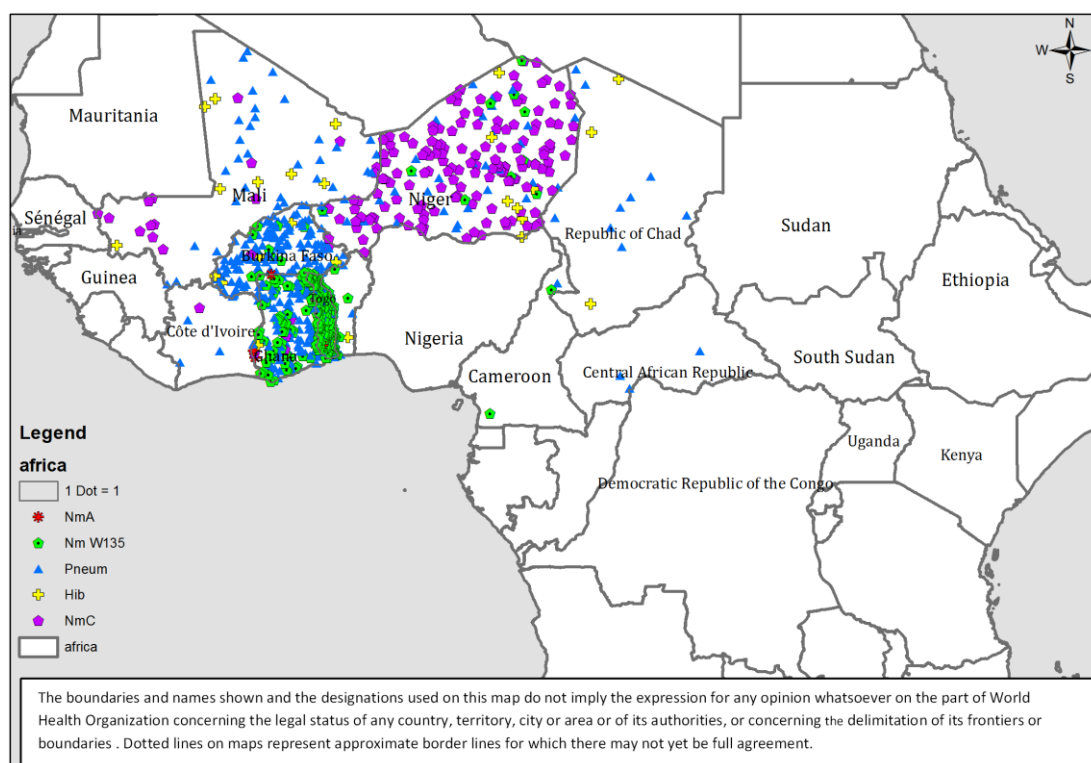 N
W
E
S
Mauritania
Mali
Niger
Sénégal
Sudan
Republic of Chad
Burkina Faso
Guinea
Ethiopia
Togo
Côte d'Ivoire
Nigeria
Ghana
South Sudan
Cameroon
Central African Republic
Uganda
Kenya
Democratic Republic of the Congo
Legend
africa
1 Dot = 1
NmA
Nm W135
Pneum
Hib
NmC
africa
The boundaries and names shown and the designations used on this map do not imply the expression for any opinion whatsoever on the part of World
Health Organization concerning the legal status of any country, territory, city or area or of its authorities, or concerning the delimitation of its frontiers or
boundaries . Dotted lines on maps represent approximate border lines for which there may not yet be full agreement.